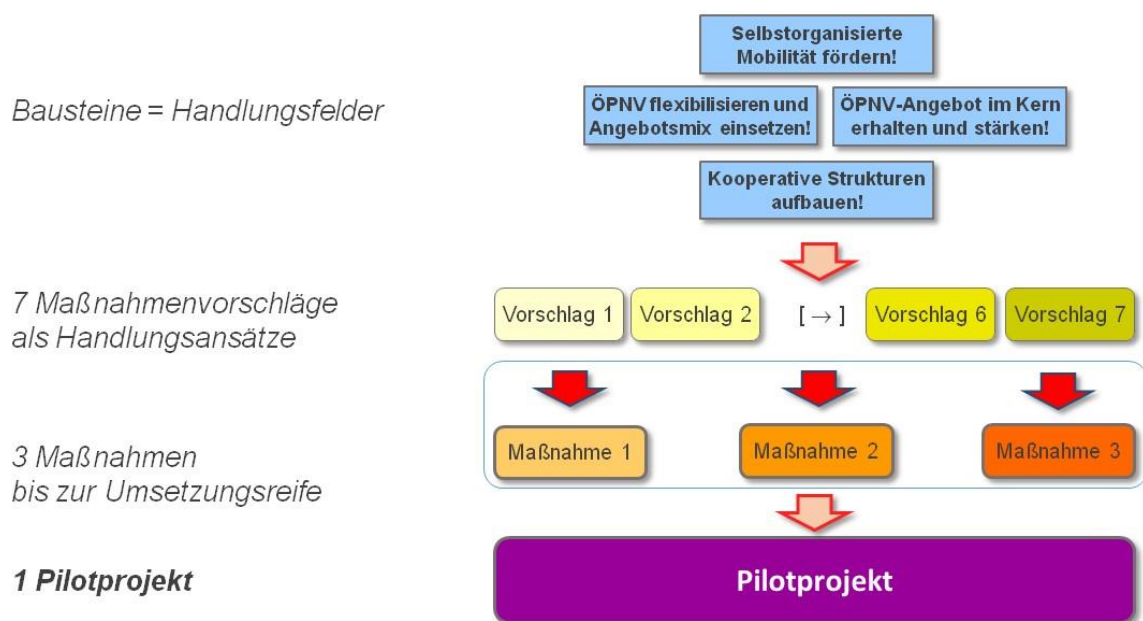 Selbstorganisierte
Mobilität fördern!
Bausteine = Handlungsfelder
ÖPNV flexibilisieren und
Angebotsmix einsetzen!
ÖPNV-Angebot im Kern
erhalten und stärken!
Kooperative Strukturen
aufbauen!
7 Maßnahmenvorschläge
als Handlungsansätze
Vorschlag 1
Vorschlag 2
[ → ]
Vorschlag 6
Vorschlag 7
3 Maßnahmen
bis zur Umsetzungsreife
Maßnahme 1
Maßnahme 2
Maßnahme 3
1 Pilotprojekt
Pilotprojekt